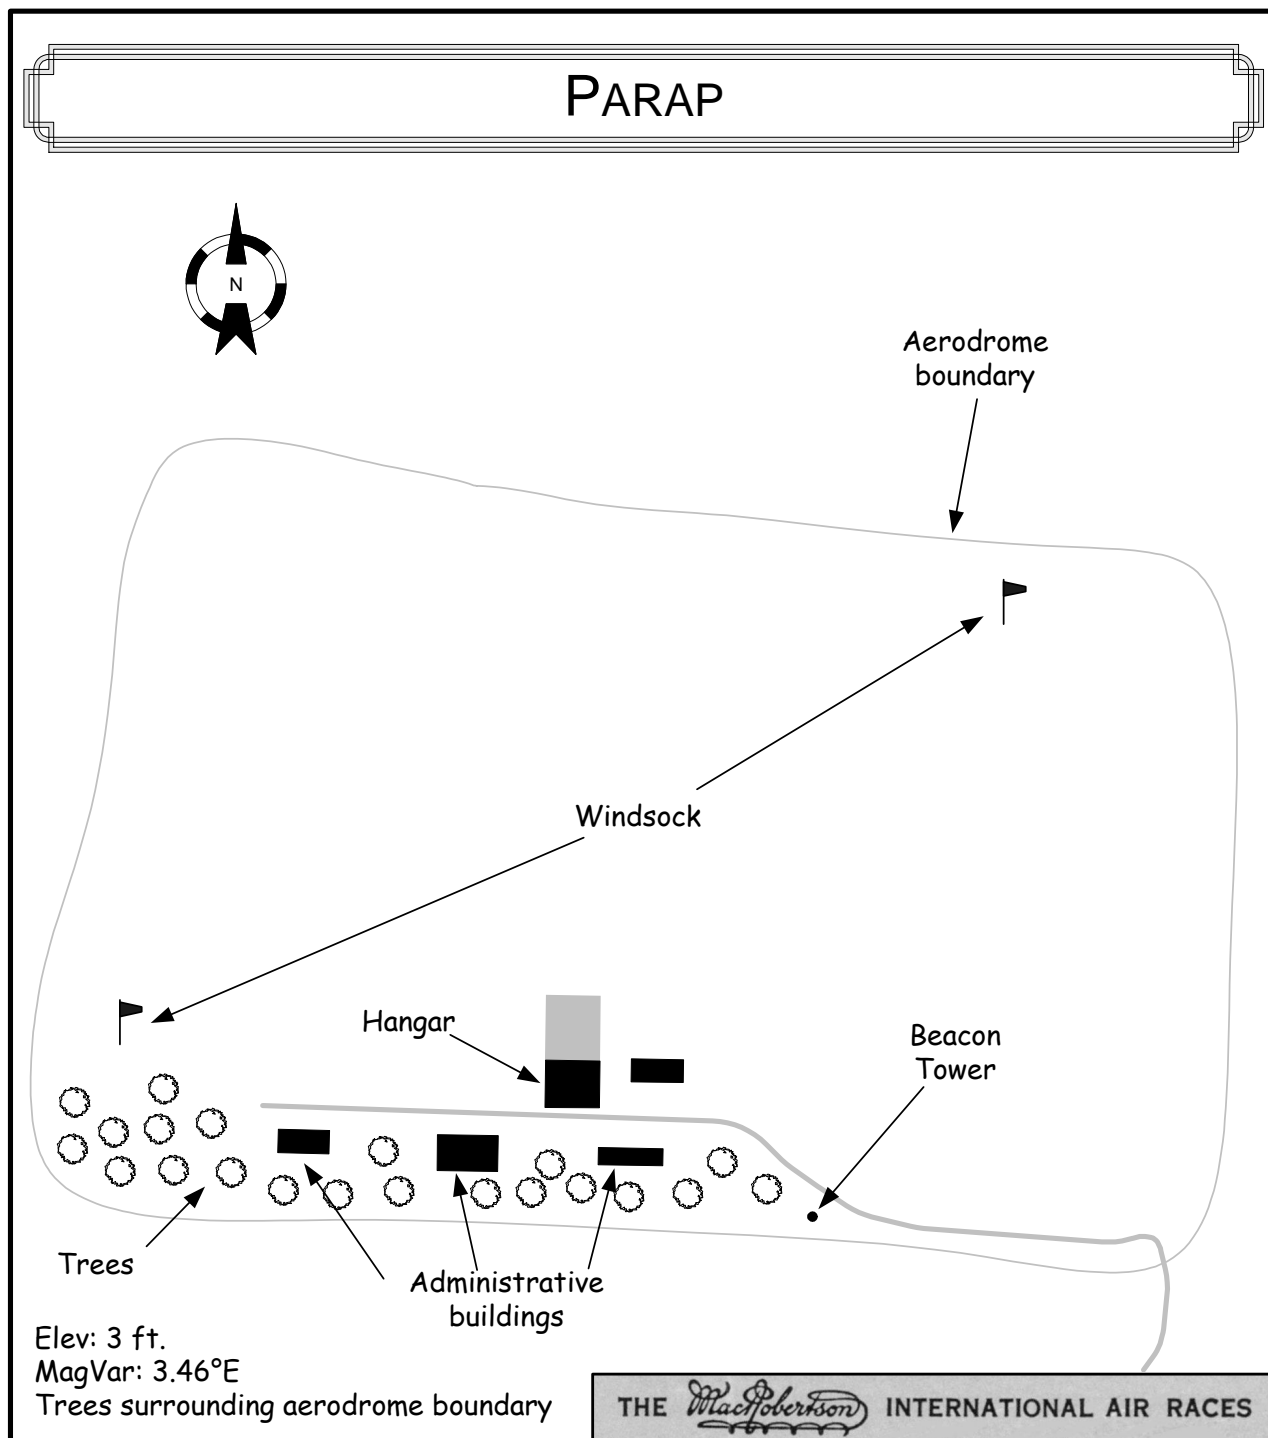 PARAP
N
Aerodrome
boundary
Windsock
Hangar
Beacon
Tower
Trees
Administrative
buildings
Elev: 3 ft.
MagVar: 3.46°E
Trees surrounding aerodrome boundary
THE MacRobertson INTERNATIONAL AIR RACES